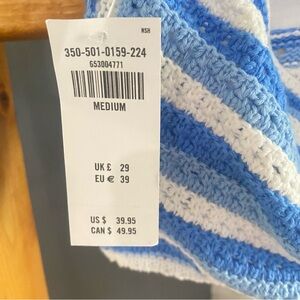 NSH
350-501-0159-224
653004771
MEDIUM
UK £ 29
EU € 39
US $ 39.95
CAN $ 49.95